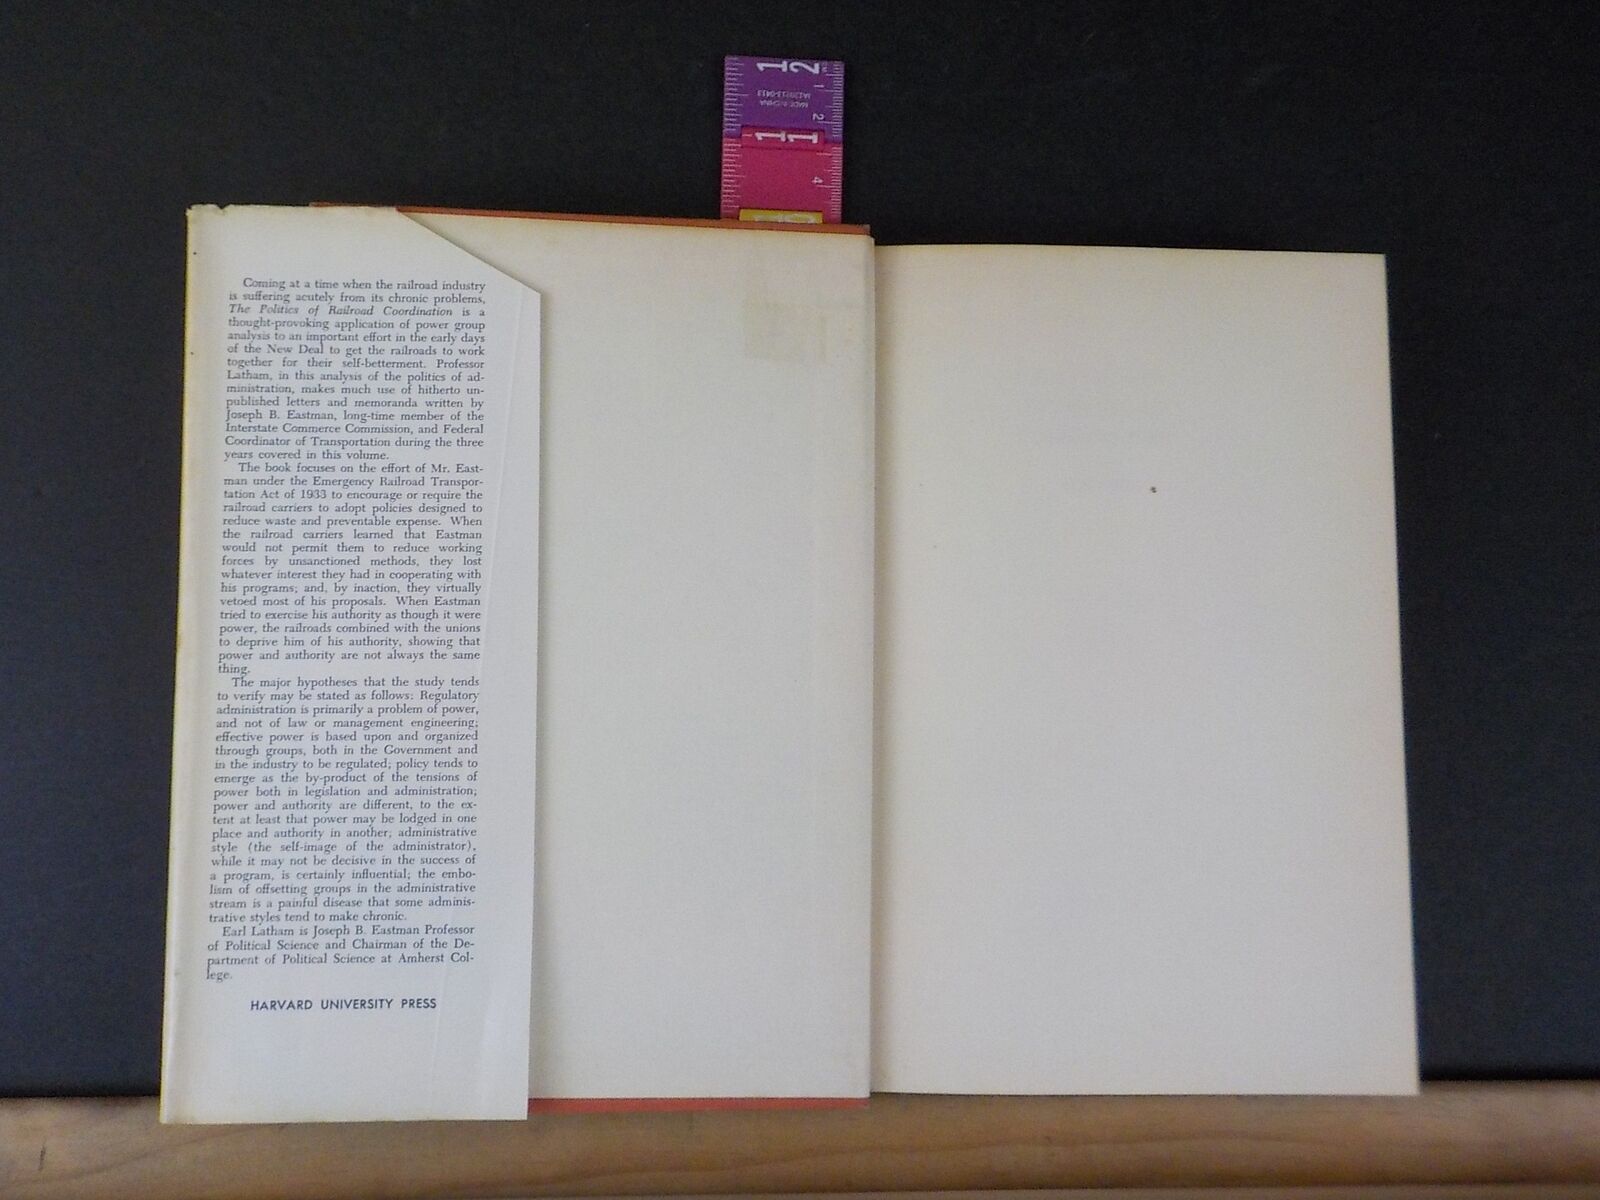 12
MADE IN CHINA
1
2
11
4
Coming at a time when the railroad industry
is suffering acutely from its chronic problems,
The Politics of Railroad Coordination is a
thought-provoking application of power group
analysis to an important effort in the early days
of the New Deal to get the railroads to work
together for their self-betterment. Professor
Latham, in this analysis of the politics of ad-
ministration, makes much use of hitherto un-
published letters and memoranda written by
Joseph B. Eastman, long-time member of the
Interstate Commerce Commission, and Federal
Coordinator of Transportation during the three
years covered in this volume.
The book focuses on the effort of Mr. East-
man under the Emergency Railroad Transpor-
tation Act of 1933 to encourage or require the
railroad carriers to adopt policies designed to
reduce waste and preventable expense. When
the railroad carriers learned that Eastman
would not permit them to reduce working
forces by unsanctioned methods, they lost
whatever interest they had in cooperating with
his programs; and, by inaction, they virtually
vetoed most of his proposals. When Eastman
tried to exercise his authority as though it were
power, the railroads combined with the unions
to deprive him of his authority, showing that
power and authority are not always the same
thing.
The major hypotheses that the study tends
to verify may be stated as follows: Regulatory
administration is primarily a problem of power,
and not of law or management engineering;
effective power is based upon and organized
through groups, both in the Government and
in the industry to be regulated; policy tends to
emerge as the by-product of the tensions of
power both in legislation and administration;
power and authority are different, to the ex-
tent at least that power may be lodged in one
place and authority in another; administrative
style (the self-image of the administrator),
while it may not be decisive in the success of
a program, is certainly influential; the embo-
lism of offsetting groups in the administrative
stream is a painful disease that some adminis-
trative styles tend to make chronic.
Earl Latham is Joseph B. Eastman Professor
of Political Science and Chairman of the De-
partment of Political Science at Amherst Col-
lege.
HARVARD UNIVERSITY PRESS